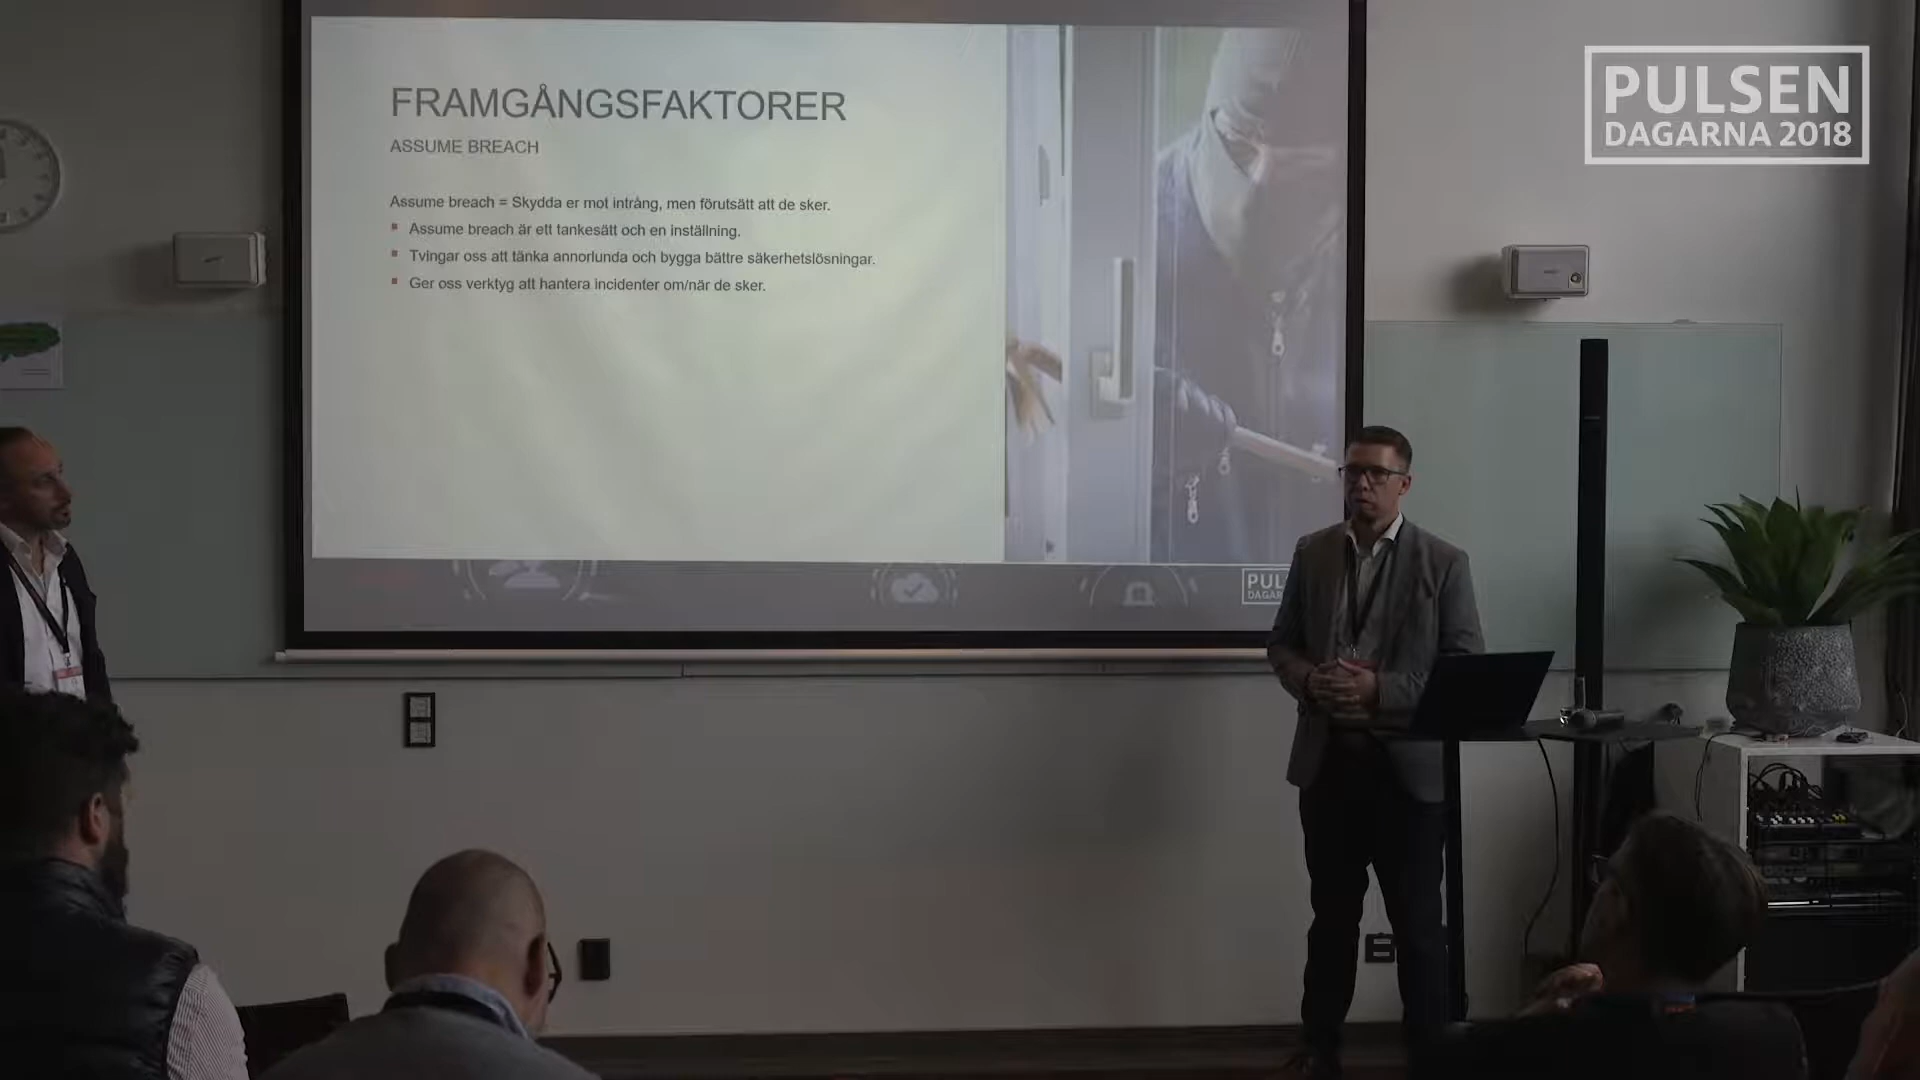 FRAMGÅNGSFAKTORER
ASSUME BREACH
Assume breach = Skydda er mot intrång, men förutsätt att de sker.
Assume breach är ett tankesätt och en inställning.
Tvingar oss att tänka annorlunda och bygga bättre säkerhetslösningar.
Ger oss verktyg att hantera incidenter om/när de sker.
PULSEN
DAGARNA 2018